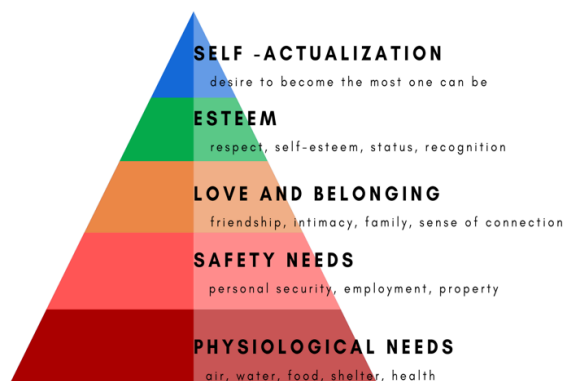 SELF -ACTUALIZATION
desire to become the most one can be
ESTEEM
respect, self-esteem, status, recognition
LOVE AND BELONGING
friendship, intimacy, family, sense of connection
SAFETY NEEDS
personal security, employment, property
PHYSIOLOGICAL NEEDS
air, water, food, shelter, health